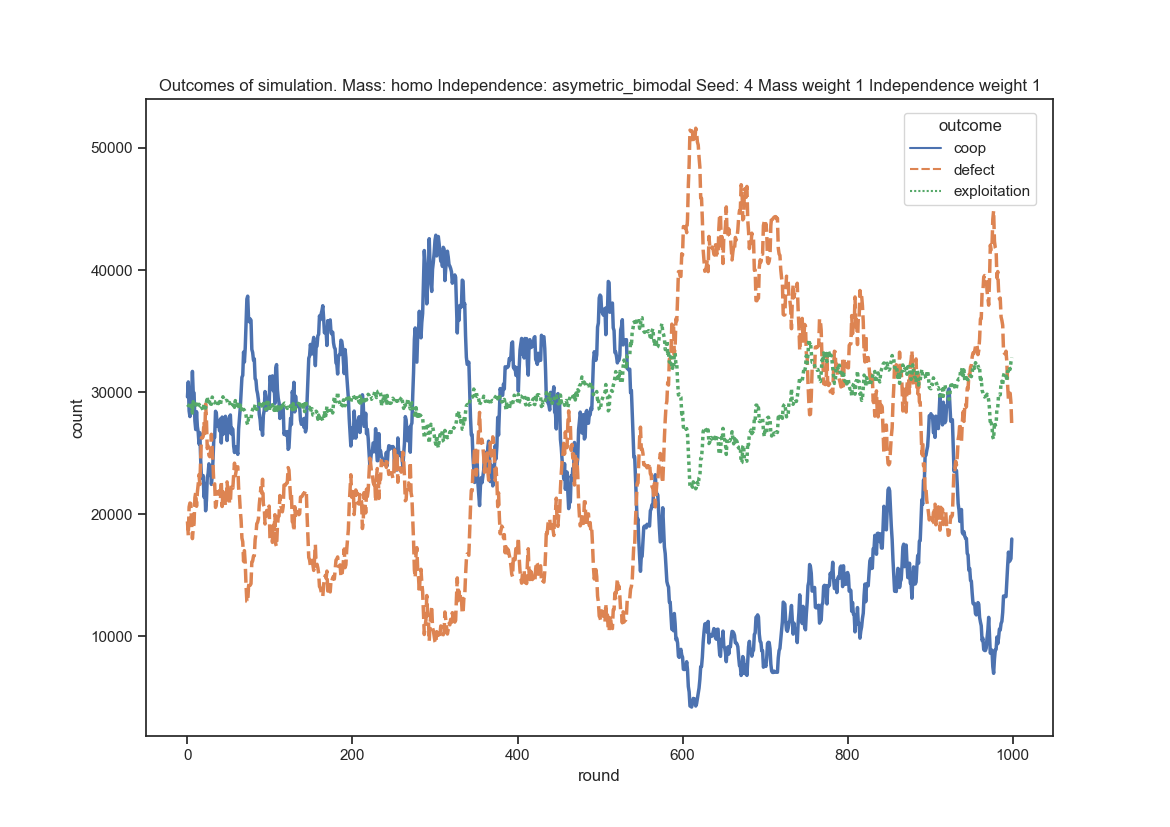 Outcomes of simulation. Mass: homo Independence: asymetric_bimodal Seed: 4 Mass weight 1 Independence weight 1
outcome
coop
defect
exploitation
50000
40000
30000
20000
10000
count
0 200 400 600 800 1000
round